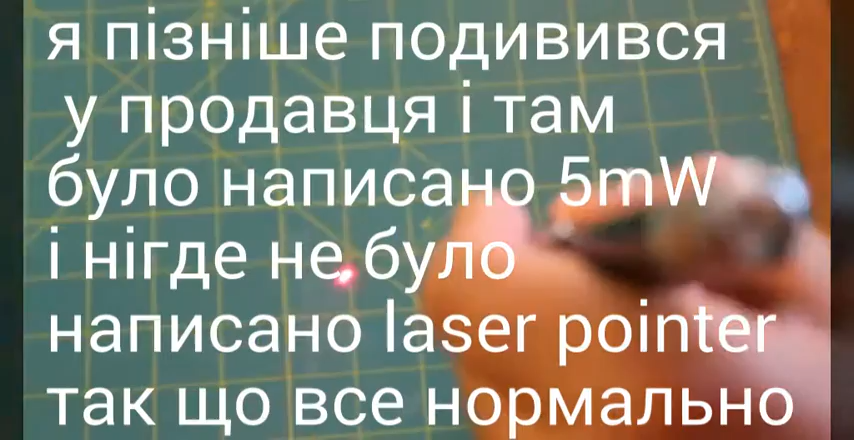 я пізніше подивився
у продавця і там
було написано 5mW
і нігде не було
написано laser pointer
так що все нормально